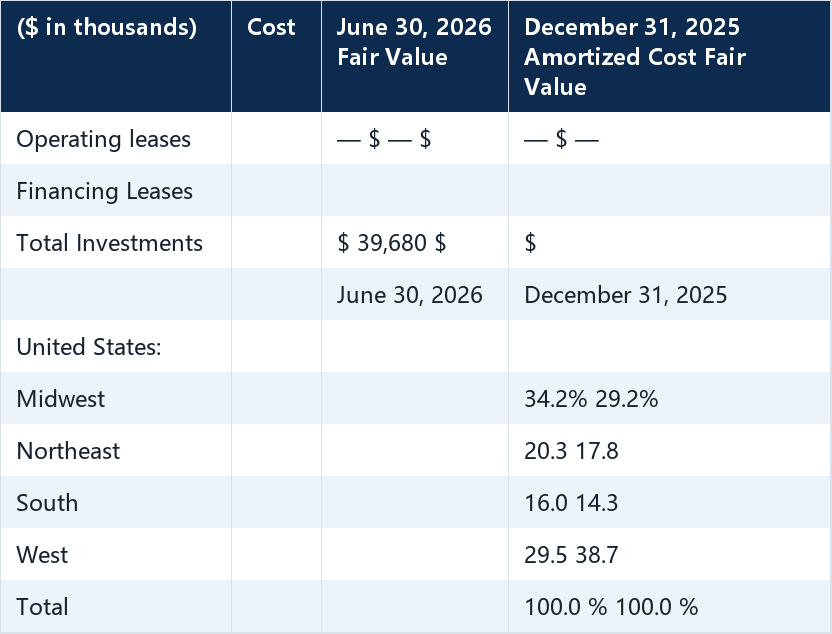 ($ in thousands) Cost June 30, 2026 Fair Value December 31, 2025 Amortized Cost Fair Value
Operating leases — $ — $ — $ —
Financing Leases
Total Investments $ 39,680 $ $
June 30, 2026 December 31, 2025
United States:
Midwest 34.2% 29.2%
Northeast 20.3 17.8
South 16.0 14.3
West 29.5 38.7
Total 100.0 % 100.0 %